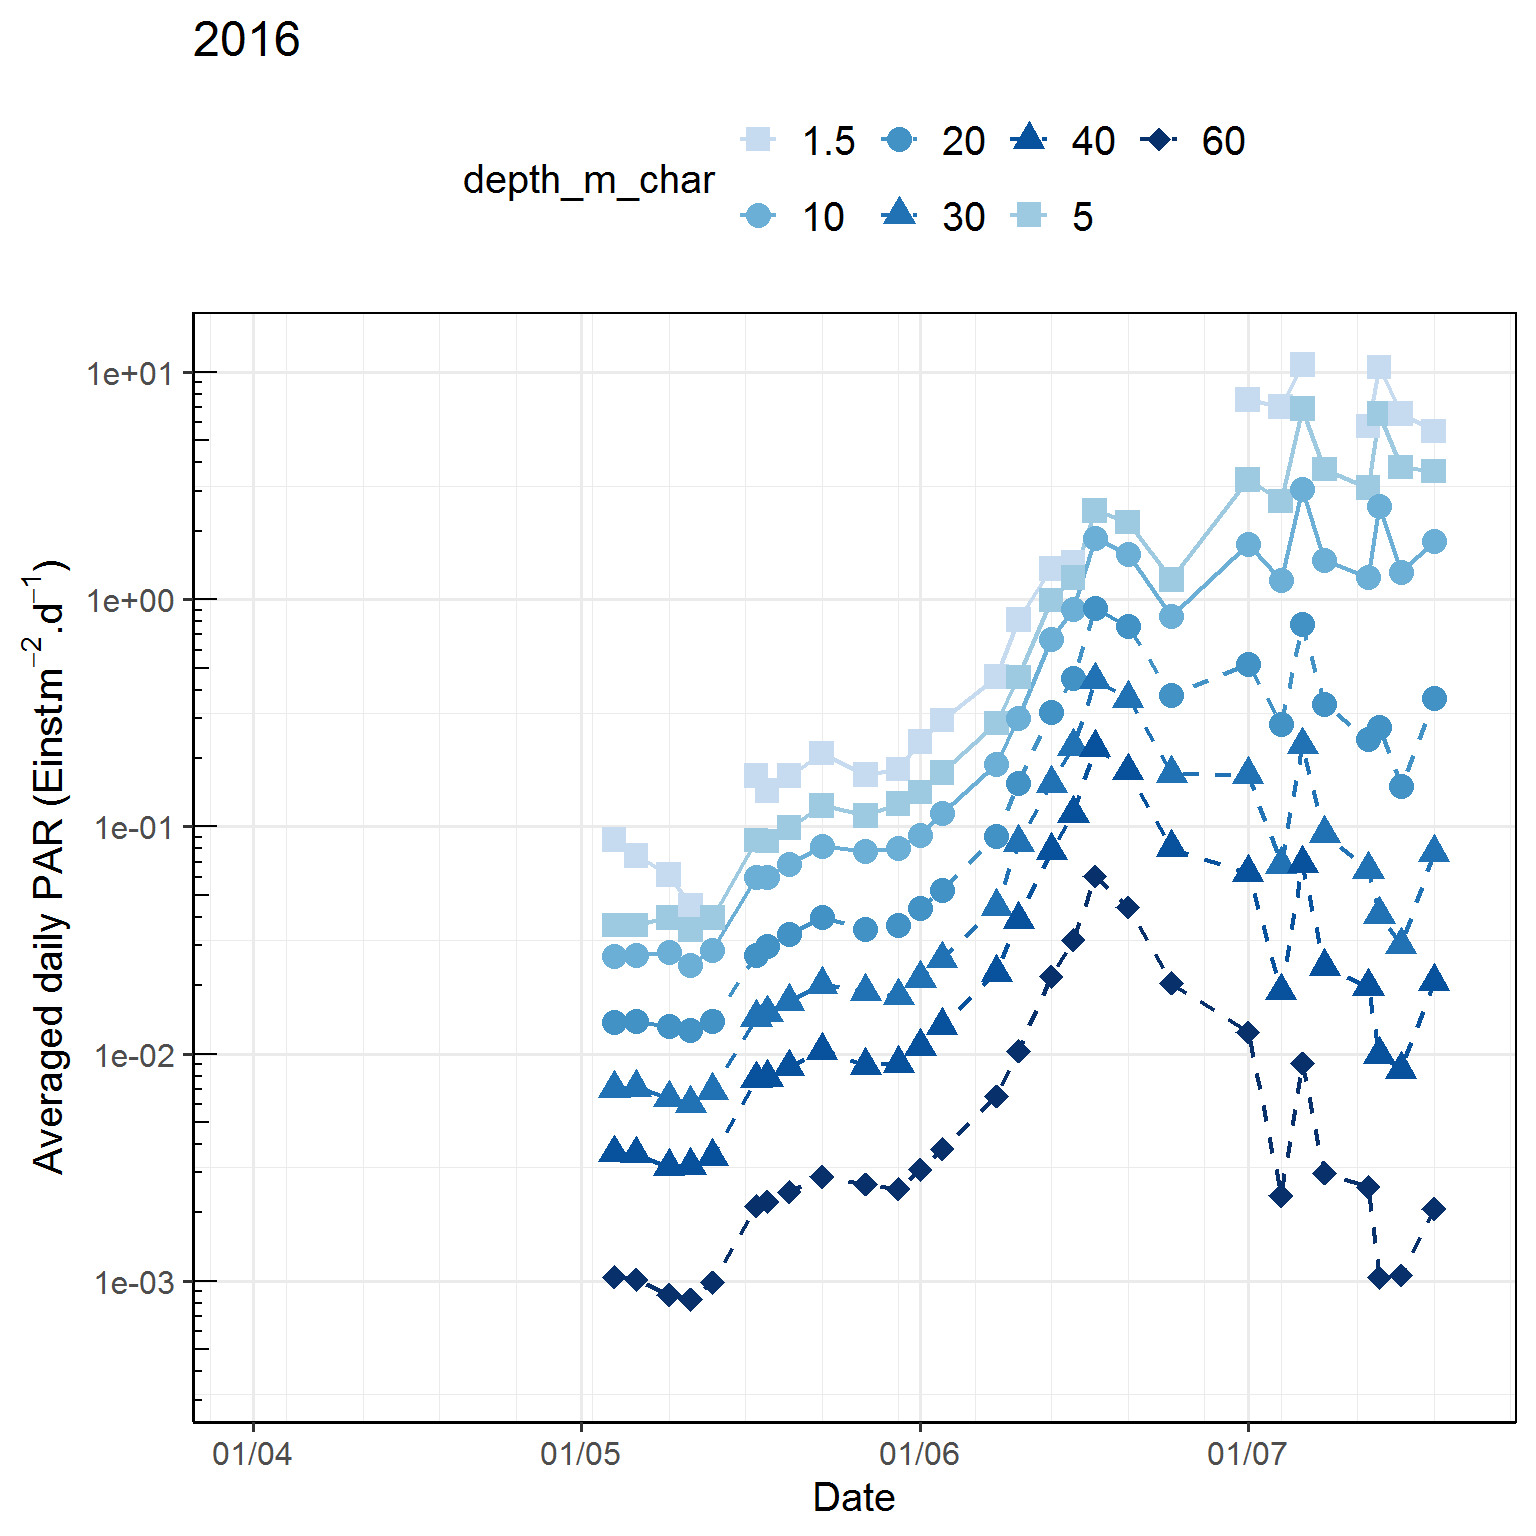 2016
1.5 20 40 60
depth_m_char
10 30 5
1e+01
1e+00
1e-01
1e-02
1e-03
Averaged daily PAR (Einstm⁻².d⁻¹)
01/04 01/05 01/06 01/07
Date